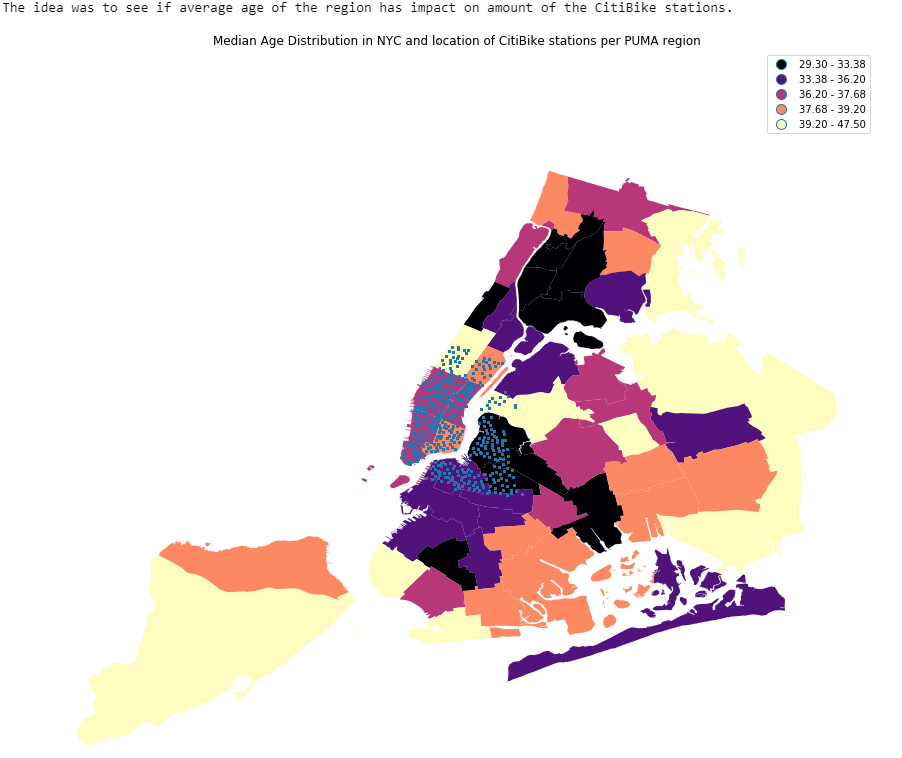 The idea was to see if average age of the region has impact on amount of the CitiBike stations.
Median Age Distribution in NYC and location of CitiBike stations per PUMA region
29.30 - 33.38
33.38 - 36.20
36.20 - 37.68
37.68 - 39.20
39.20 - 47.50